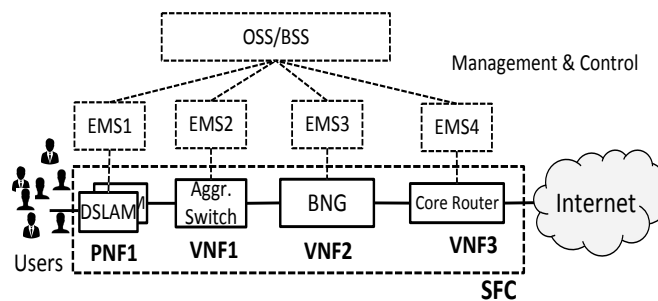 OSS/BSS
Management & Control
EMS1
EMS2
EMS3
EMS4
DSLAM
M
Aggr.
Switch
BNG
Core Router
Internet
Users
PNF1
VNF1
VNF2
VNF3
SFC